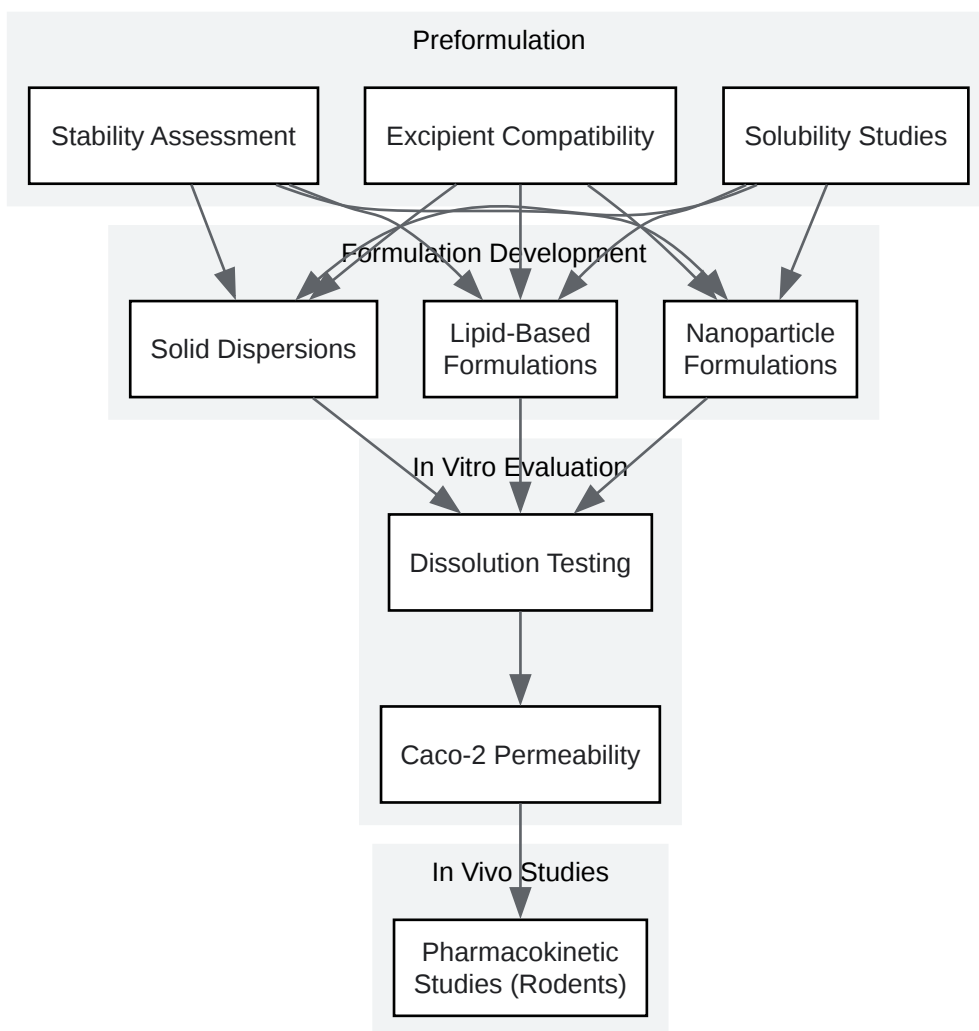 Preformulation
Stability Assessment
Excipient Compatibility
Solubility Studies
Formulation Development
Solid Dispersions
Lipid-Based
Formulations
Nanoparticle
Formulations
In Vitro Evaluation
Dissolution Testing
Caco-2 Permeability
In Vivo Studies
Pharmacokinetic
Studies (Rodents)